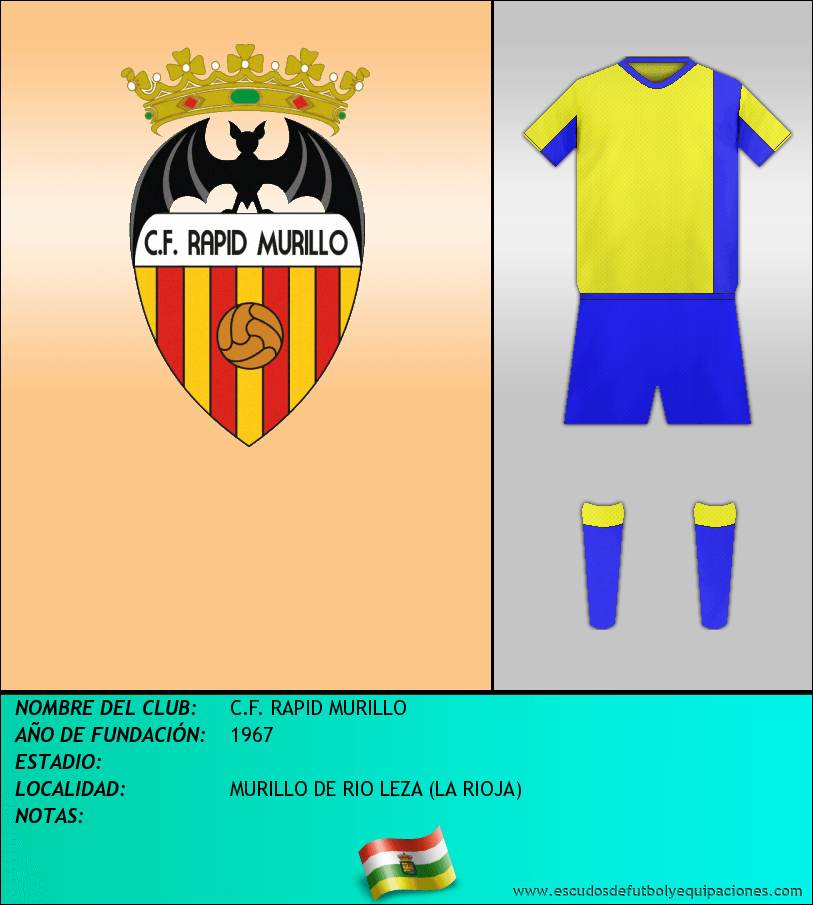 C.F. RAPID MURILLO
NOMBRE DEL CLUB: C.F. RAPID MURILLO
AÑO DE FUNDACIÓN: 1967
ESTADIO:
LOCALIDAD: MURILLO DE RIO LEZA (LA RIOJA)
NOTAS:
www.escudosdefutbolyequipaciones.com